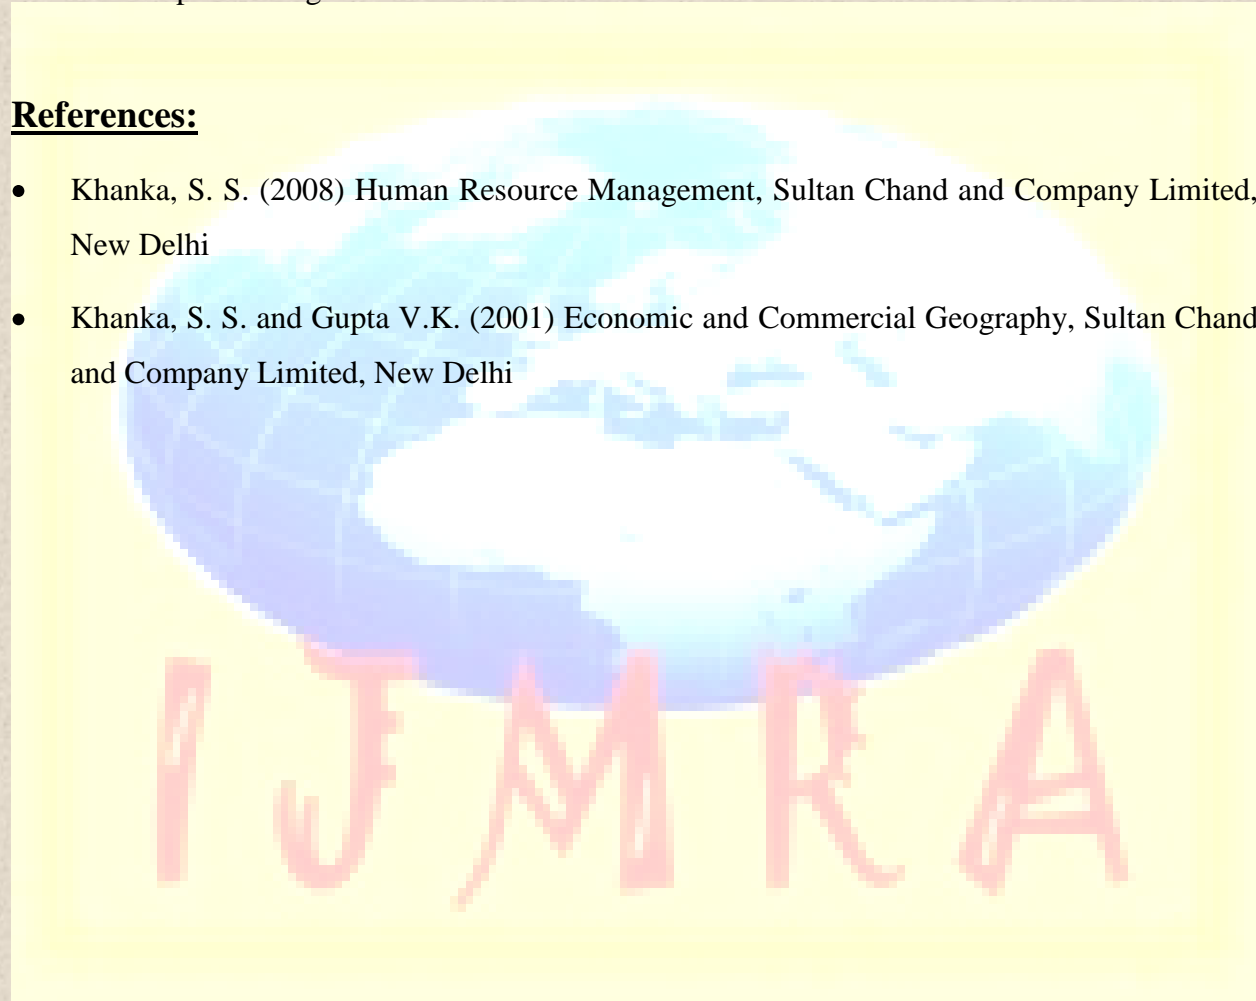 References:
• Khanka, S. S. (2008) Human Resource Management, Sultan Chand and Company Limited,
New Delhi
• Khanka, S. S. and Gupta V.K. (2001) Economic and Commercial Geography, Sultan Chand
and Company Limited, New Delhi
IJMRA